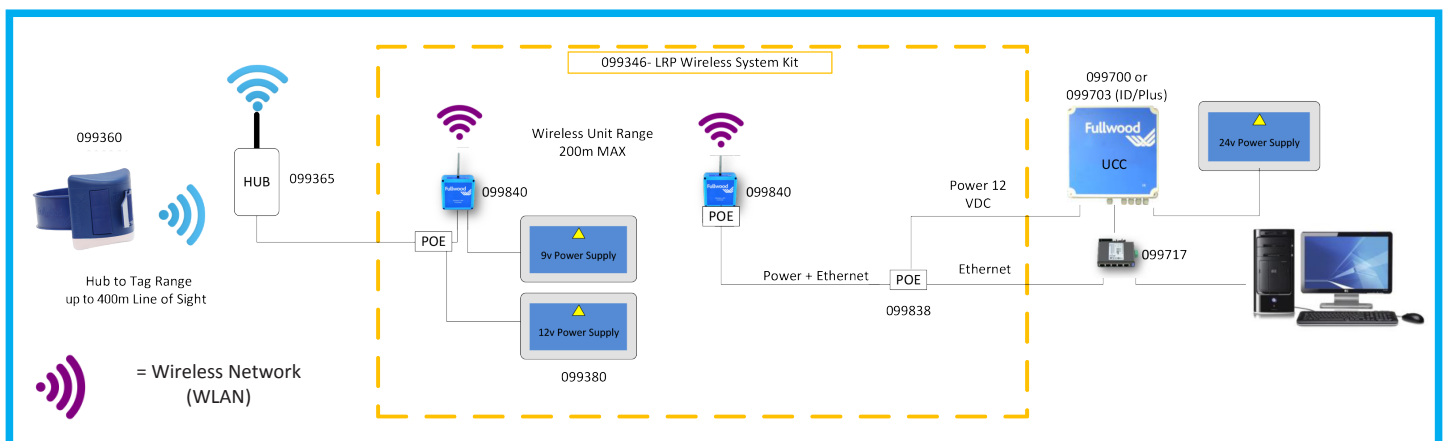 099346- LRP Wireless System Kit
099360
HUB
099365
Hub to Tag Range
up to 400m Line of Sight
= Wireless Network
(WLAN)
Fullwood
099840
Wireless Unit Range
200m MAX
POE
9v Power Supply
12v Power Supply
099380
Fullwood
POE
099840
Power + Ethernet
POE
099838
Power 12
VDC
Ethernet
099700 or
099703 (ID/Plus)
Fullwood
UCC
24v Power Supply
099717